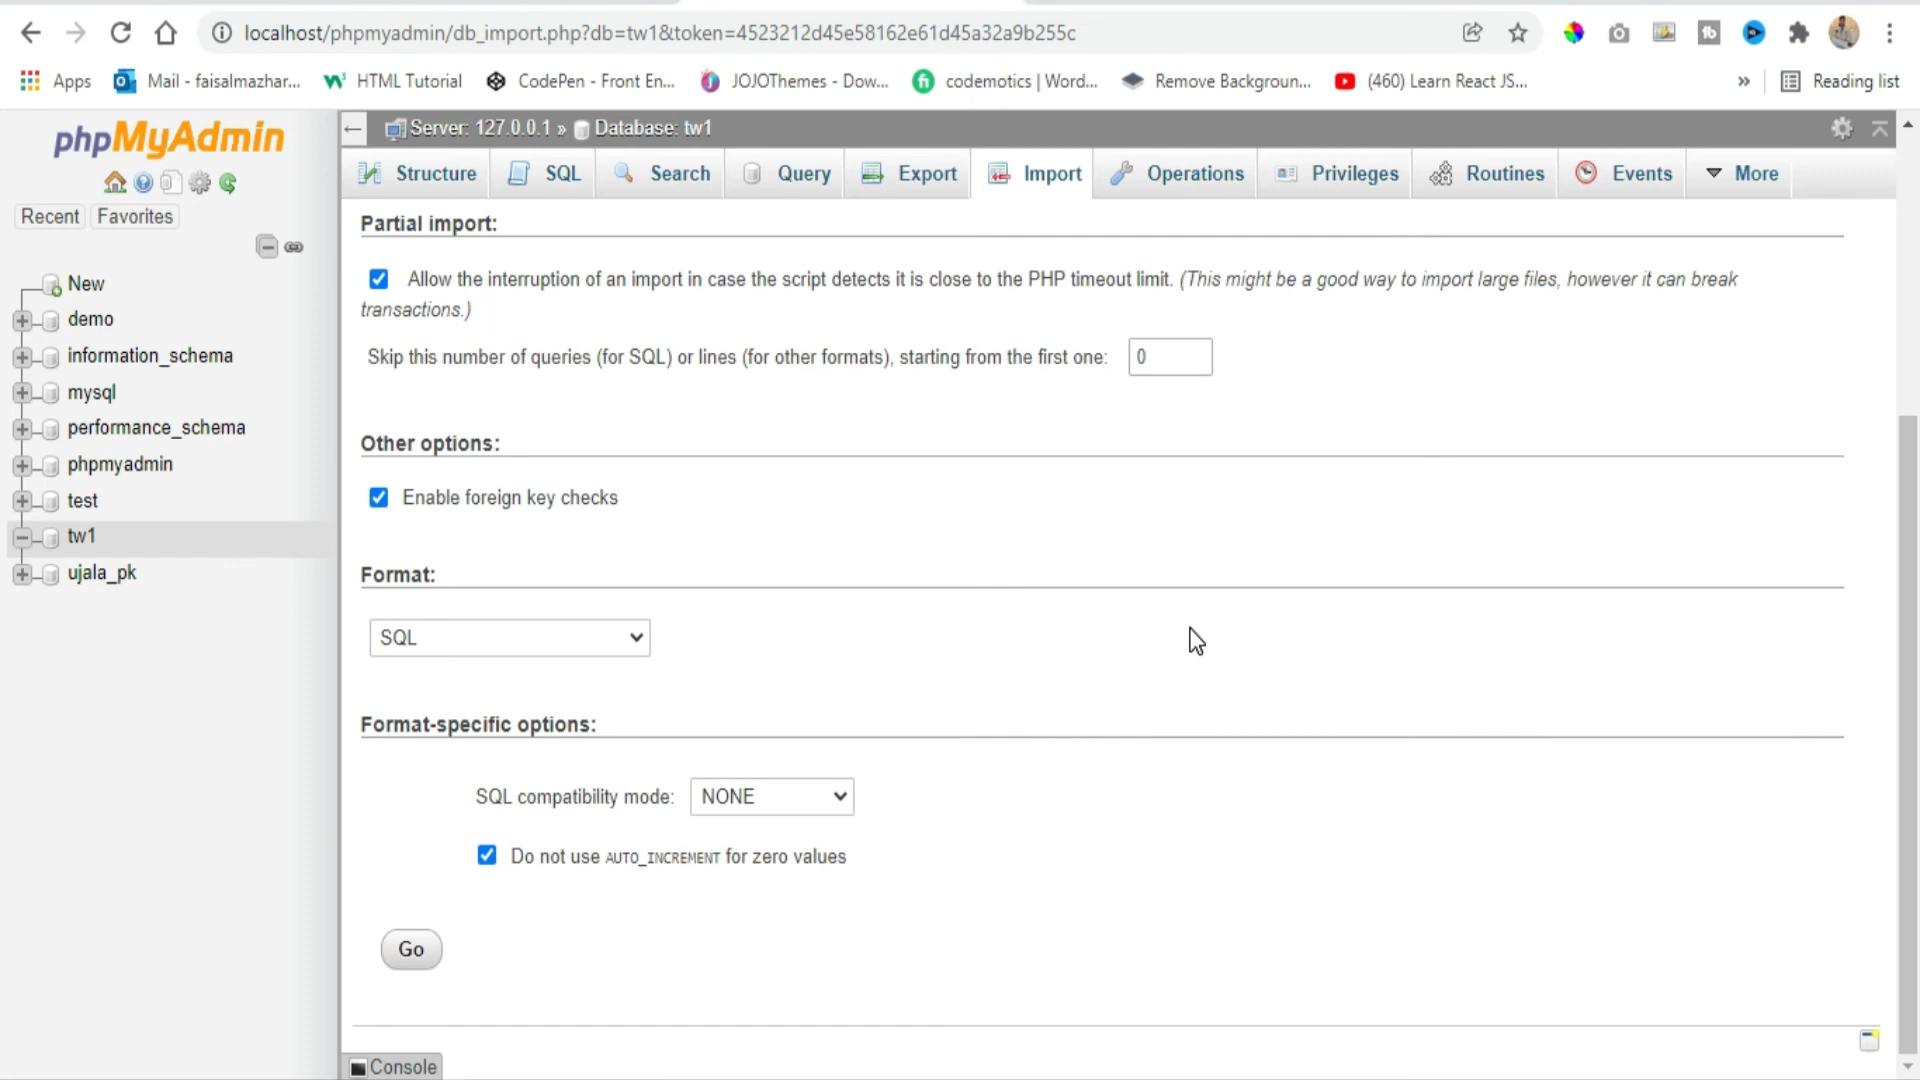 localhost/phpmyadmin/db_import.php?db=tw1&token=4523212d45e58162e61d45a32a9b255c
Apps Mail - faisalmazhar... HTML Tutorial CodePen - Front En... JOJOThemes - Dow... codemotics | Word... Remove Backgroun... (460) Learn React JS... » Reading list
phpMyAdmin
Recent Favorites
New
demo
information_schema
mysql
performance_schema
phpmyadmin
test
tw1
ujala_pk
Server: 127.0.0.1 » Database: tw1
Structure SQL Search Query Export Import Operations Privileges Routines Events More
Partial import:
Allow the interruption of an import in case the script detects it is close to the PHP timeout limit. (This might be a good way to import large files, however it can break
transactions.)
Skip this number of queries (for SQL) or lines (for other formats), starting from the first one: 0
Other options:
Enable foreign key checks
Format:
SQL
Format-specific options:
SQL compatibility mode: NONE
Do not use AUTO_INCREMENT for zero values
Go
Console